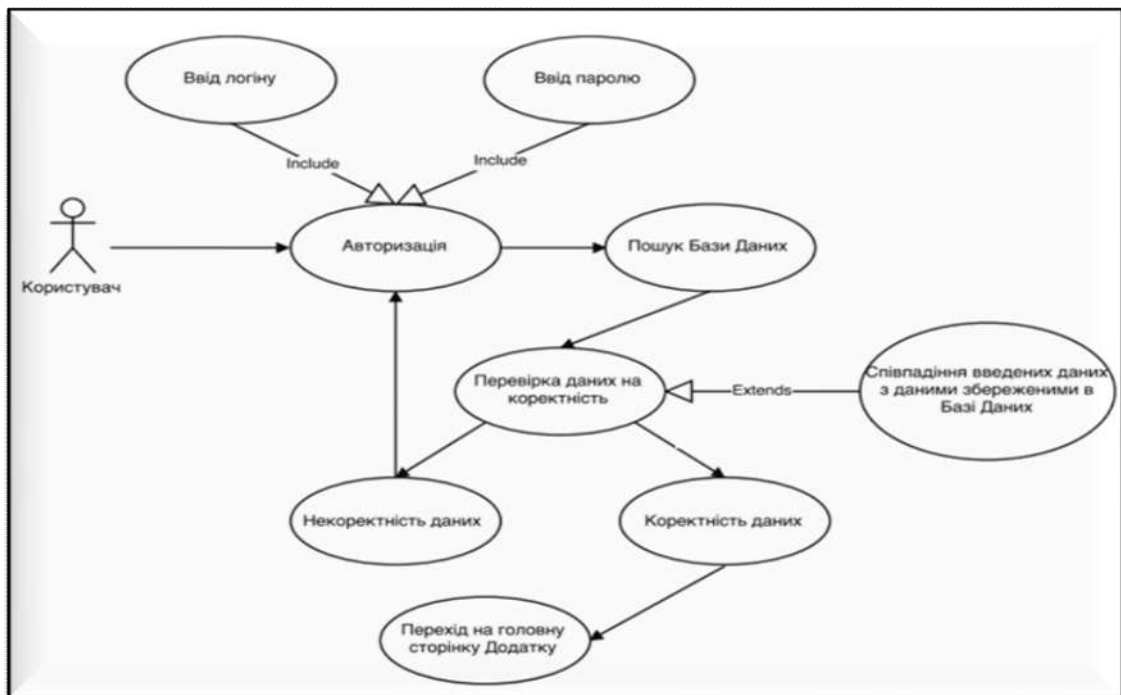 Ввід логіну
Ввід паролю
Include
Include
Користувач
Авторизація
Пошук Бази Даних
Перевірка даних на
коректність
Extends
Співпадіння введених даних
з даними збереженими в
Базі Даних
Некоректність даних
Коректність даних
Перехід на головну
сторінку Додатку